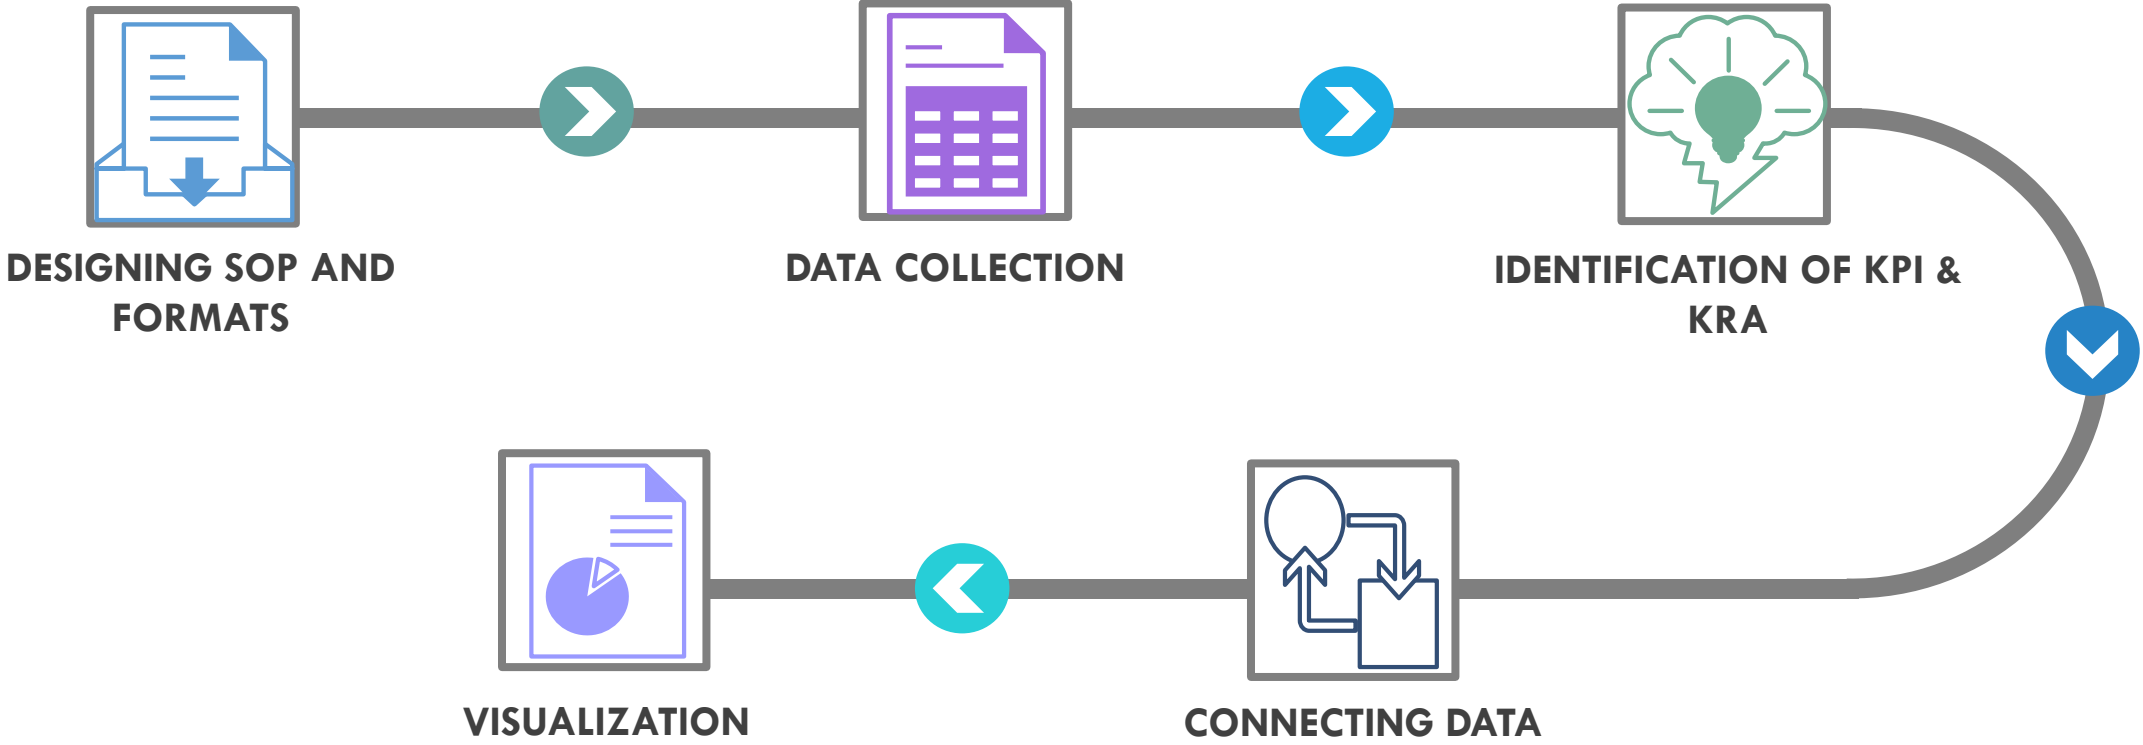 DESIGNING SOP AND
FORMATS
DATA COLLECTION
IDENTIFICATION OF KPI &
KRA
VISUALIZATION
CONNECTING DATA